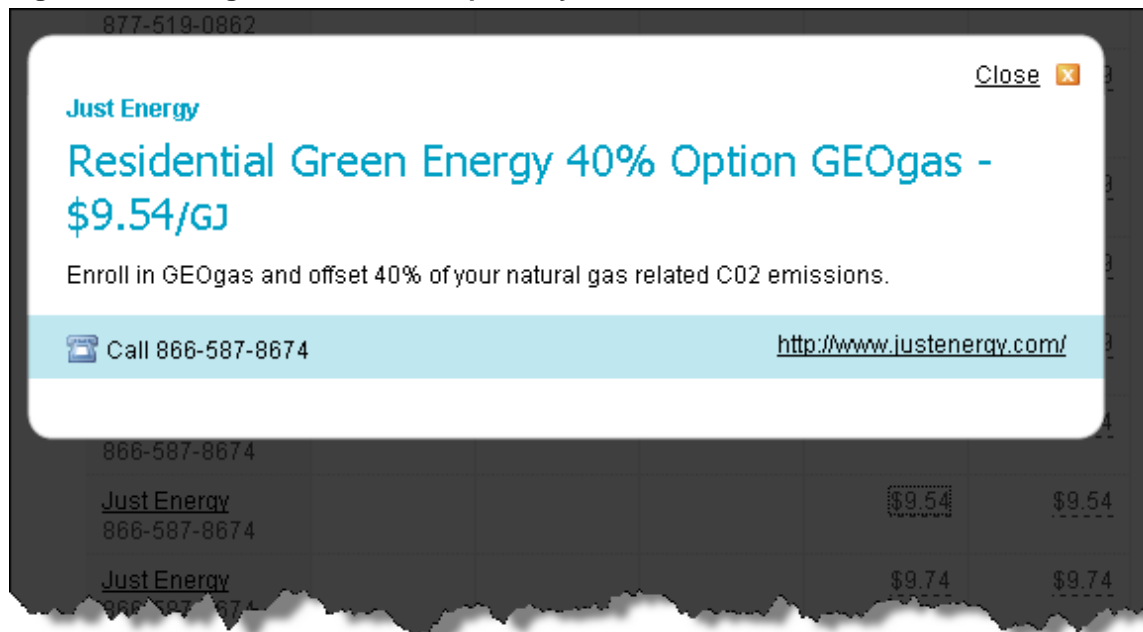 877-519-0862
Close
Just Energy
Residential Green Energy 40% Option GEOgas -
$9.54/GJ
Enroll in GEOgas and offset 40% of your natural gas related C02 emissions.
Call 866-587-8674
http://www.justenergy.com/
866-587-8674
Just Energy
$9.54
$9.54
866-587-8674
Just Energy
$9.74
$9.74